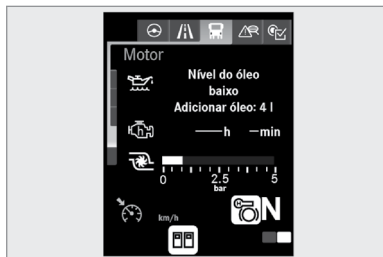 Motor
Nível do óleo
baixo
Adicionar óleo: 4 l
h
——h —min
0 2.5 5
bar
km/h
N